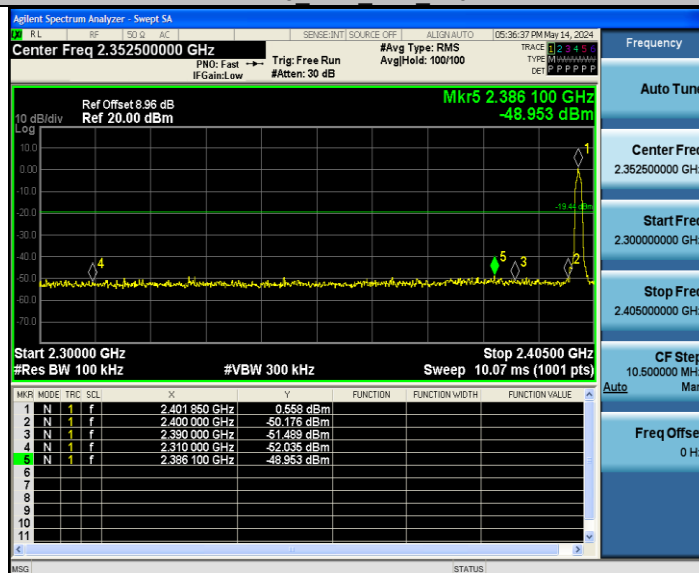 Agilent Spectrum Analyzer - Swept SA
RL RF 50 Ω AC SENSE:INT SOURCE OFF ALIGN AUTO 05:36:37 PM May 14, 2024
Center Freq 2.352500000 GHz
PNO: Fast
IFGain:Low
Trig: Free Run
#Atten: 30 dB
#Avg Type: RMS
Avg|Hold: 100/100
TRACE 1 2 3 4 5 6
TYPE M
DET P P P P P P
Mkr5 2.386 100 GHz
-48.953 dBm
Ref Offset 8.96 dB
10 dB/div Ref 20.00 dBm
Log
10.0
0.00
-10.0
-20.0
-30.0
-40.0
-50.0
-60.0
-70.0
1
-19.44 dBm
4
5
3
2
Start 2.30000 GHz Stop 2.40500 GHz
#Res BW 100 kHz #VBW 300 kHz Sweep 10.07 ms (1001 pts)
MKR MODE TRC SCL X Y FUNCTION FUNCTION WIDTH FUNCTION VALUE
1 N 1 f 2.401 850 GHz 0.558 dBm
2 N 1 f 2.400 000 GHz -50.176 dBm
3 N 1 f 2.390 000 GHz -51.489 dBm
4 N 1 f 2.310 000 GHz -52.035 dBm
5 N 1 f 2.386 100 GHz -48.953 dBm
6
7
8
9
10
11
MSG STATUS
Frequency
Auto Tune
Center Freq
2.352500000 GHz
Start Freq
2.300000000 GHz
Stop Freq
2.405000000 GHz
CF Step
10.500000 MHz
Auto Man
Freq Offset
0 Hz